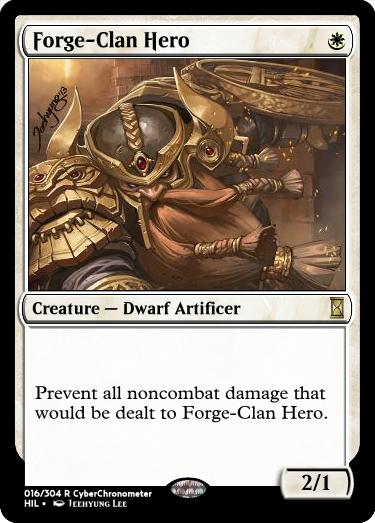 Forge-Clan Hero
Creature — Dwarf Artificer
Prevent all noncombat damage that
would be dealt to Forge-Clan Hero.
2/1
016/304 R CyberChronometer
HIL • Jeehyung Lee